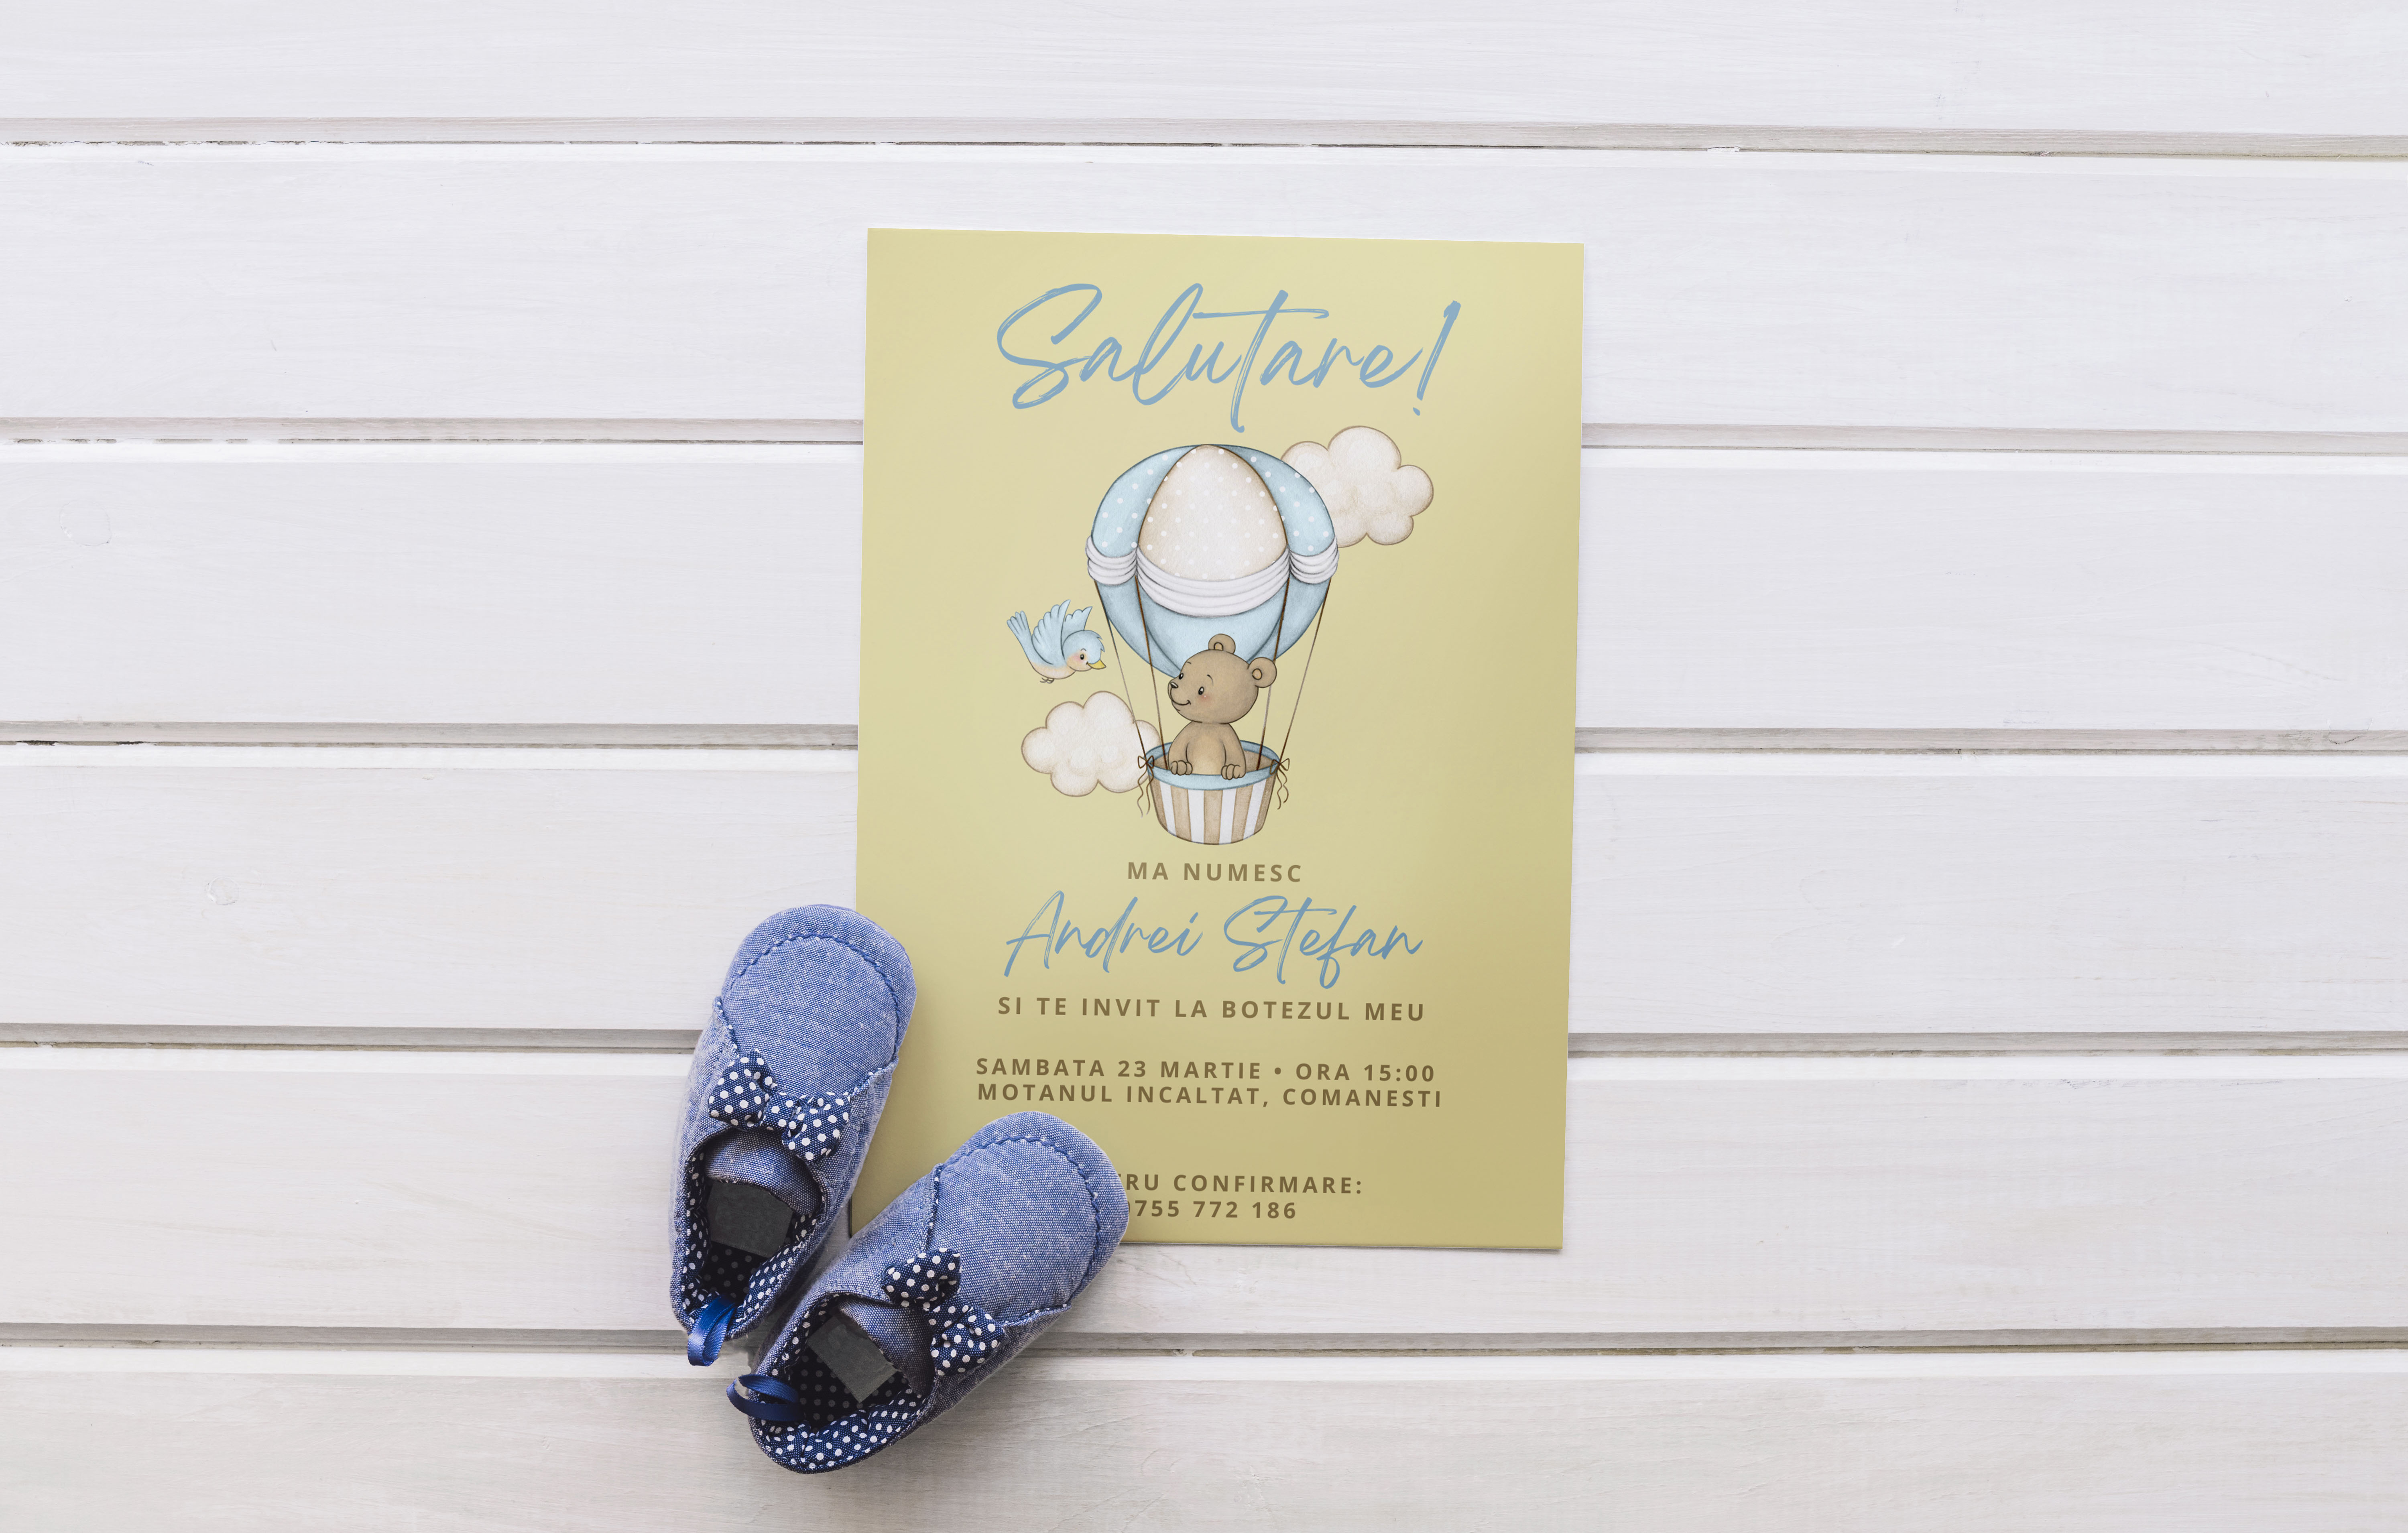 Salutare!
MA NUMESC
Andrei Stefan
SI TE INVIT LA BOTEZUL MEU
SAMBATA 23 MARTIE • ORA 15:00
MOTANUL INCALTAT, COMANESTI
CONFIRMARE:
772 186